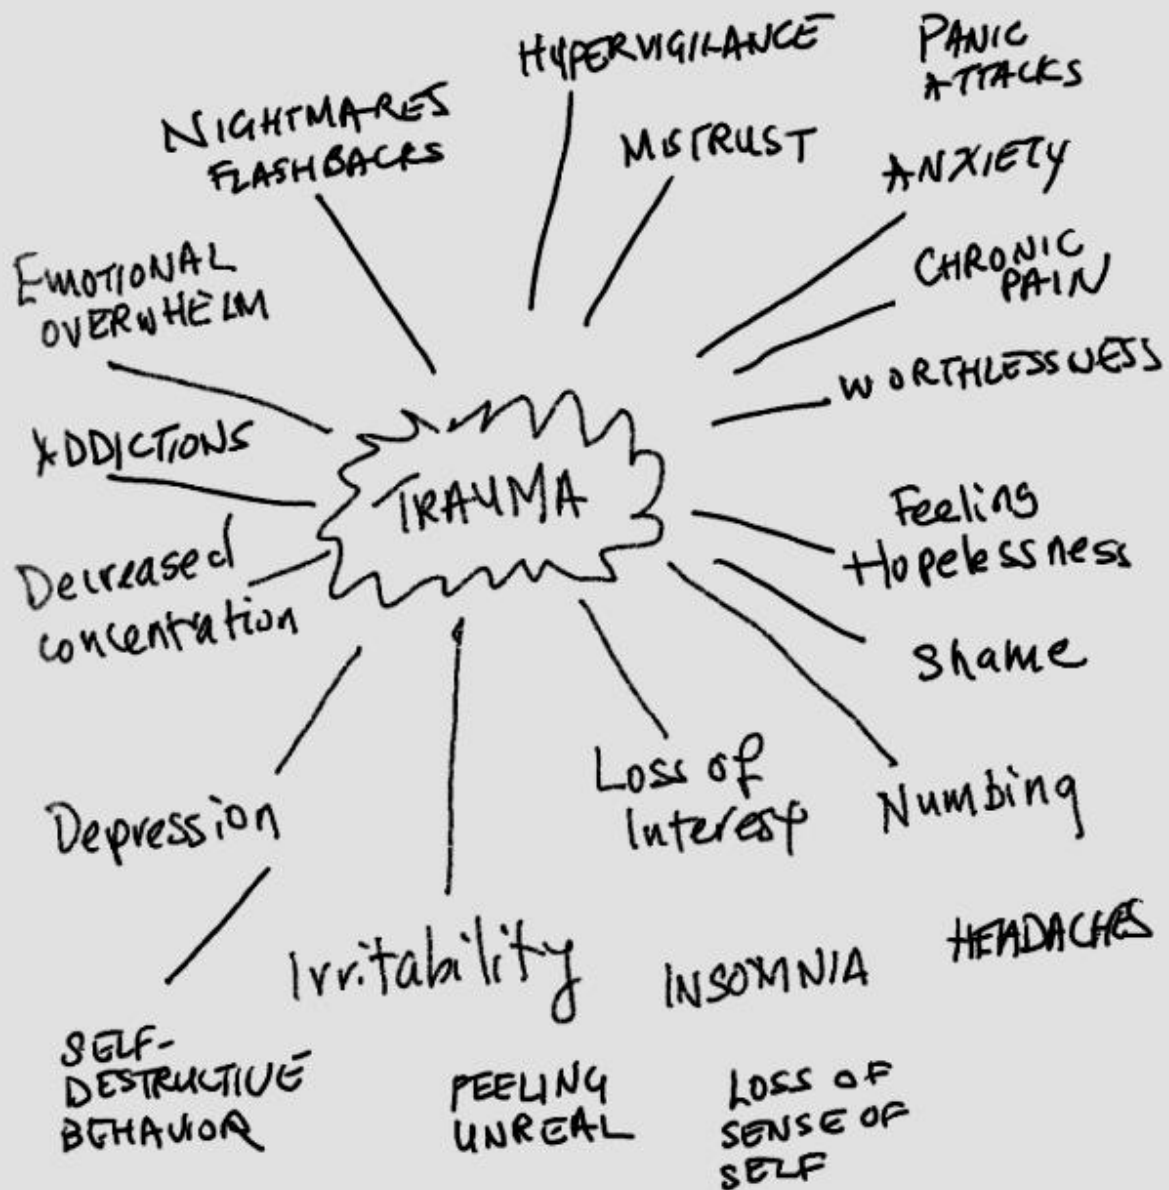 HYPERVIGILANCE
PANIC
ATTACKS
NIGHTMARES
FLASHBACKS
MISTRUST
ANXIETY
EMOTIONAL
OVERWHELM
CHRONIC
PAIN
WORTHLESSNESS
ADDICTIONS
TRAUMA
Feeling
Hopelessness
Decreased
concentration
Shame
Depression
Loss of
Interest
Numbing
Irritability
INSOMNIA
HEADACHES
SELF-
DESTRUCTIVE
BEHAVIOR
FEELING
UNREAL
LOSS OF
SENSE OF
SELF